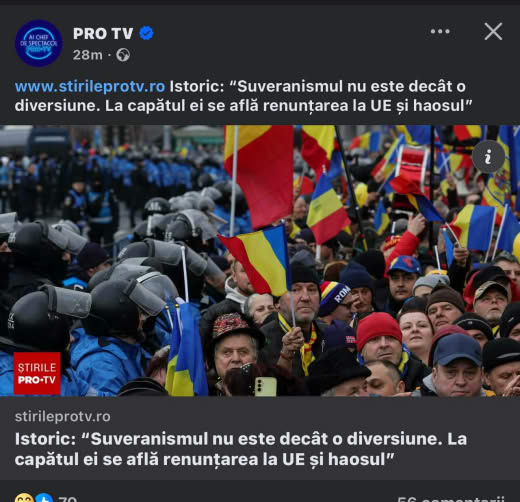 AI CHEF
DE SPECTACOL
PRO•TV
PRO TV
28m ·
www.stirileprotv.ro Istoric: “Suveranismul nu este decât o
diversiune. La capătul ei se află renunțarea la UE și haosul”
i
STIRILE
PRO•TV
stirileprotv.ro
Istoric: “Suveranismul nu este decât o diversiune. La
capătul ei se află renunțarea la UE și haosul”
79
56 comentarii